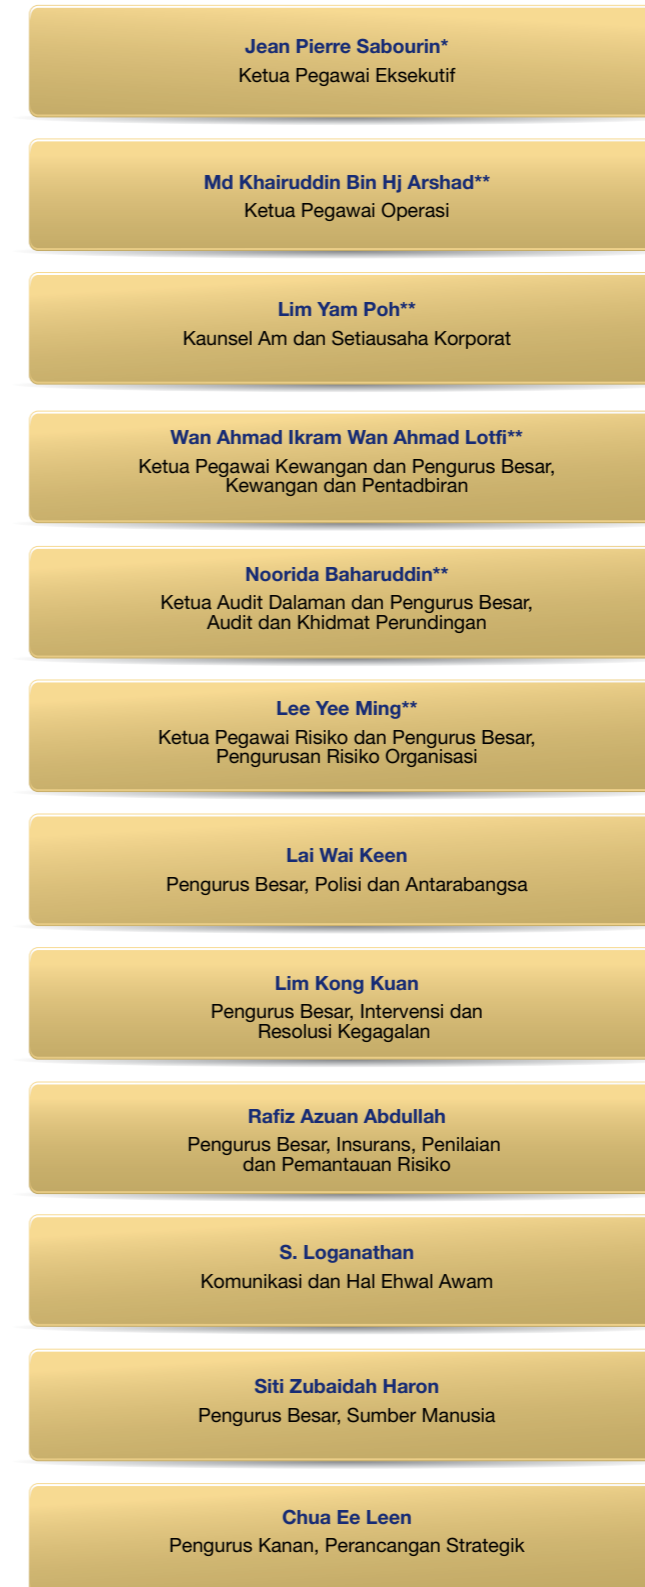 Jean Pierre Sabourin*
Ketua Pegawai Eksekutif
Md Khairuddin Bin Hj Arshad**
Ketua Pegawai Operasi
Lim Yam Poh**
Kaunsel Am dan Setiausaha Korporat
Wan Ahmad Ikram Wan Ahmad Lotfi**
Ketua Pegawai Kewangan dan Pengurus Besar,
Kewangan dan Pentadbiran
Noorida Baharuddin**
Ketua Audit Dalaman dan Pengurus Besar,
Audit dan Khidmat Perundingan
Lee Yee Ming**
Ketua Pegawai Risiko dan Pengurus Besar,
Pengurusan Risiko Organisasi
Lai Wai Keen
Pengurus Besar, Polisi dan Antarabangsa
Lim Kong Kuan
Pengurus Besar, Intervensi dan
Resolusi Kegagalan
Rafiz Azuan Abdullah
Pengurus Besar, Insurans, Penilaian
dan Pemantauan Risiko
S. Loganathan
Komunikasi dan Hal Ehwal Awam
Siti Zubaidah Haron
Pengurus Besar, Sumber Manusia
Chua Ee Leen
Pengurus Kanan, Perancangan Strategik